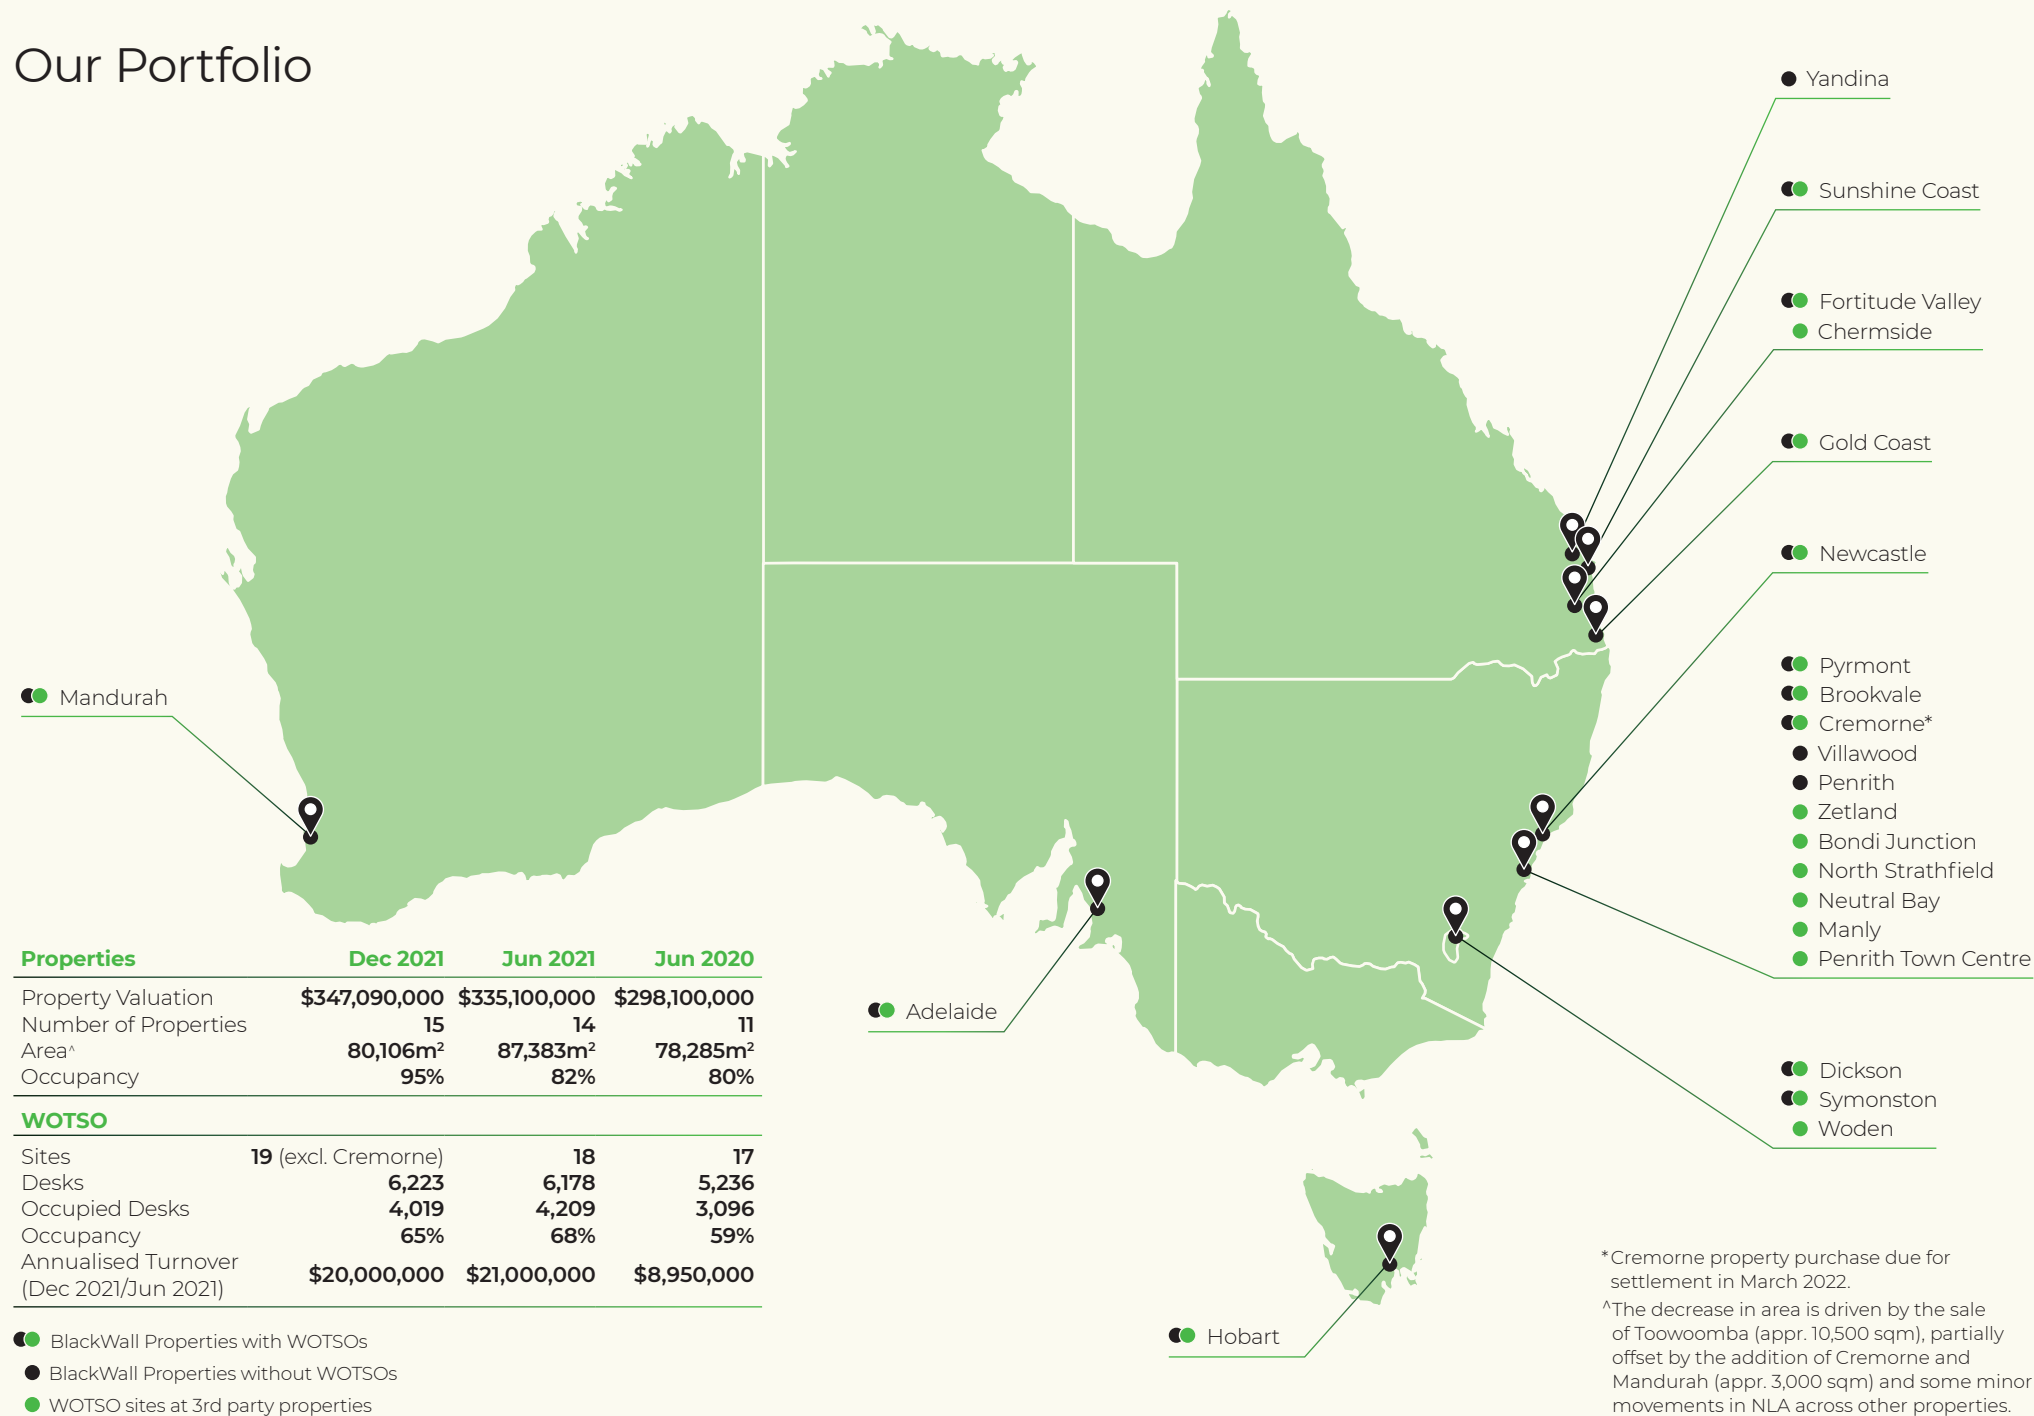 Our Portfolio
Yandina
Sunshine Coast
Fortitude Valley
Chermside
Gold Coast
Newcastle
Pyrmont
Brookvale
Cremorne*
Villawood
Penrith
Zetland
Bondi Junction
North Strathfield
Neutral Bay
Manly
Penrith Town Centre
Dickson
Symonston
Woden
Mandurah
Adelaide
Hobart
Properties Dec 2021 Jun 2021 Jun 2020
Property Valuation $347,090,000 $335,100,000 $298,100,000
Number of Properties 15 14 11
Area^ 80,106m² 87,383m² 78,285m²
Occupancy 95% 82% 80%
WOTSO
Sites 19 (excl. Cremorne) 18 17
Desks 6,223 6,178 5,236
Occupied Desks 4,019 4,209 3,096
Occupancy 65% 68% 59%
Annualised Turnover
(Dec 2021/Jun 2021) $20,000,000 $21,000,000 $8,950,000
BlackWall Properties with WOTSOs
BlackWall Properties without WOTSOs
WOTSO sites at 3rd party properties
*Cremorne property purchase due for
settlement in March 2022.
^The decrease in area is driven by the sale
of Toowoomba (appr. 10,500 sqm), partially
offset by the addition of Cremorne and
Mandurah (appr. 3,000 sqm) and some minor
movements in NLA across other properties.